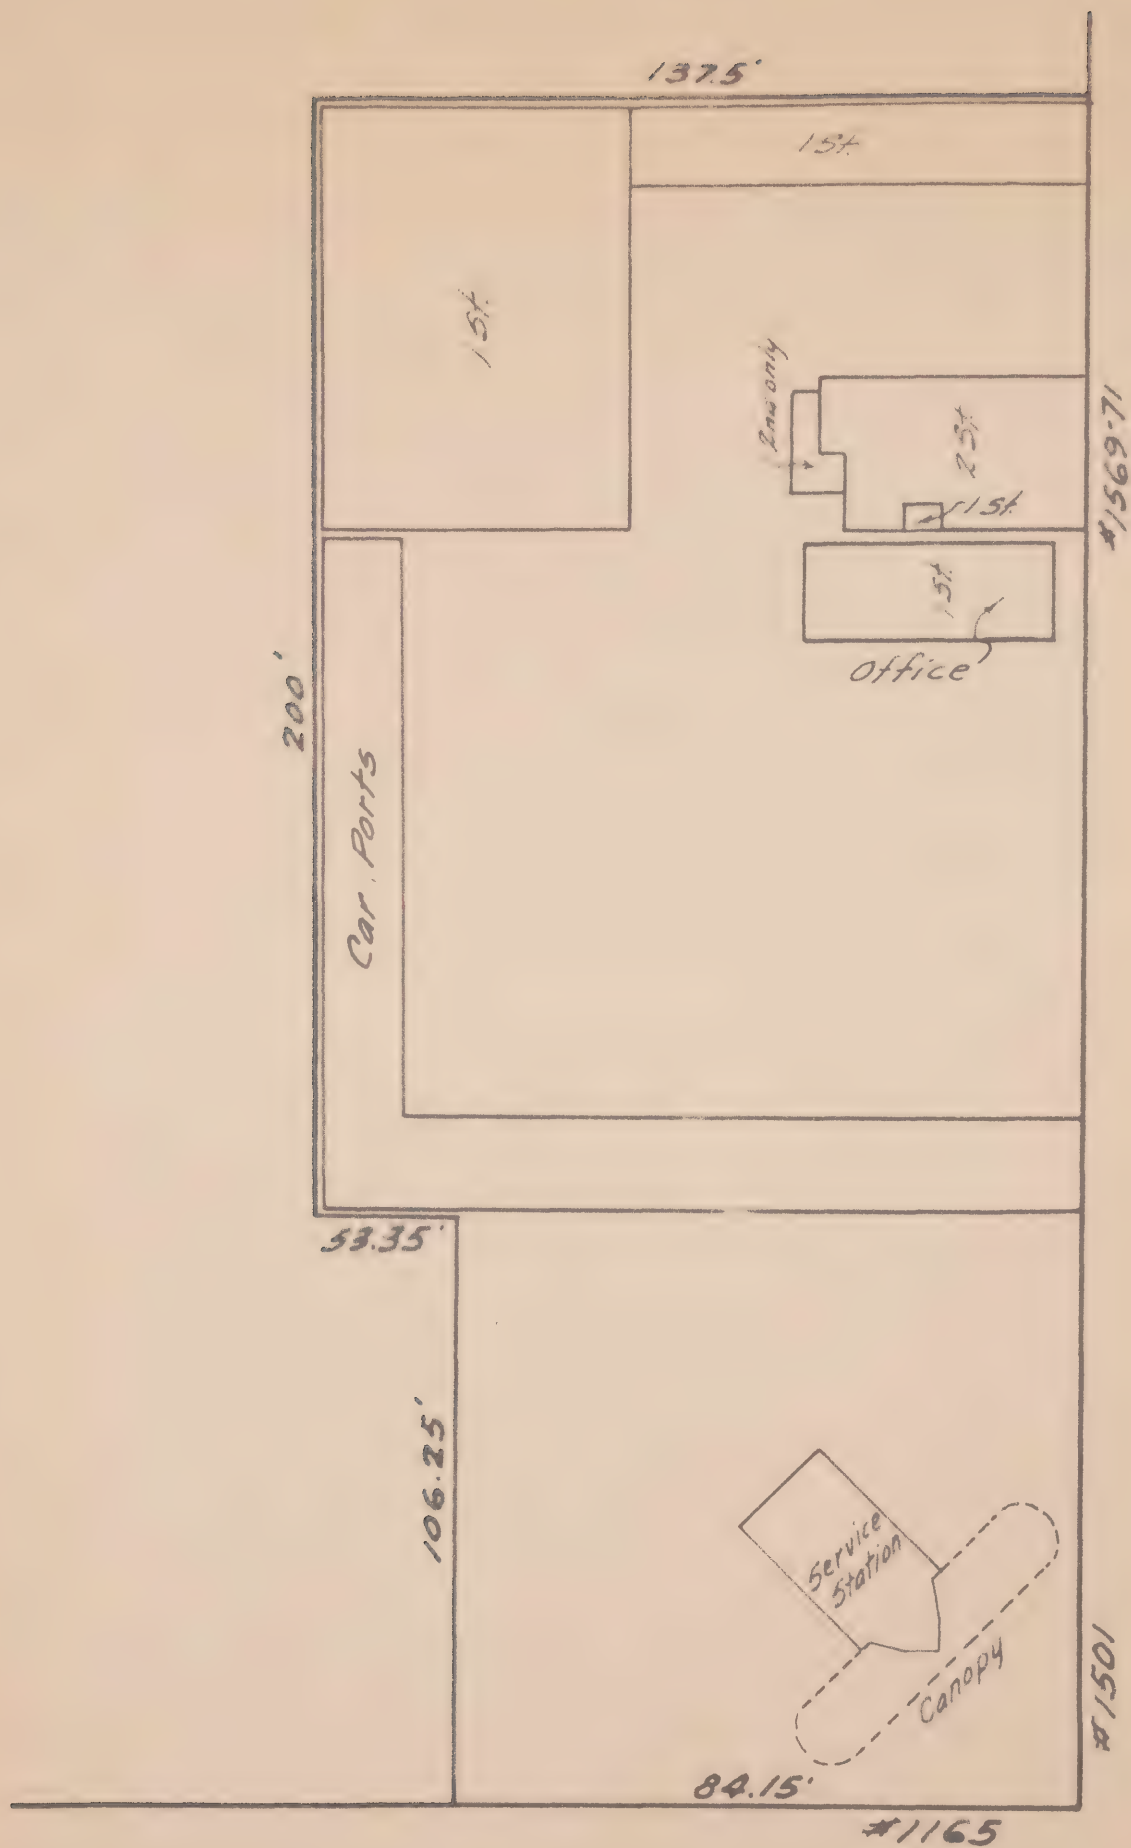 137.5'
1 St.
1 St.
2nd only
2 St
1 St.
#1569-71
1 St.
Office
200'
Car. Ports
53.35'
106.25'
Service
Station
Canopy
#1501
84.15'
#1165